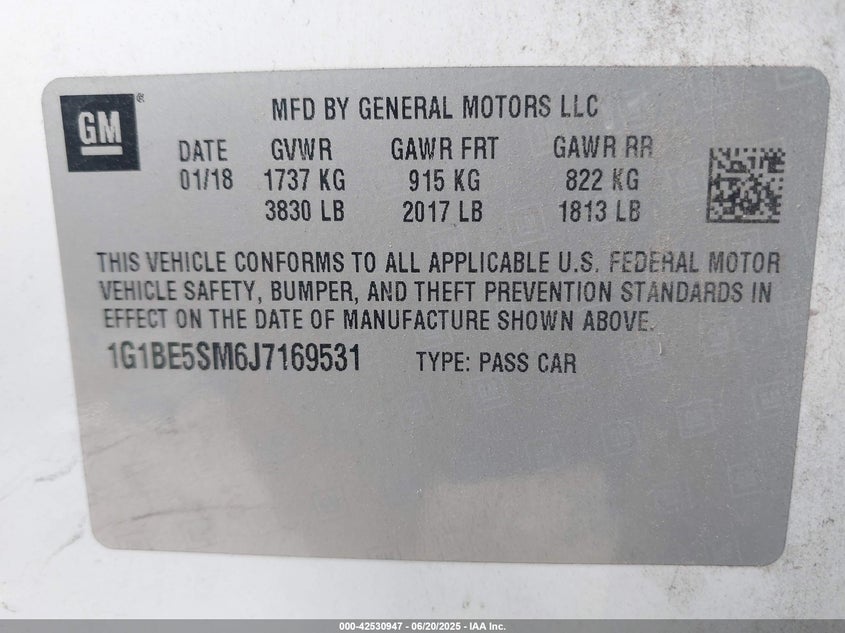 GM®
MFD BY GENERAL MOTORS LLC
DATE GVWR GAWR FRT GAWR RR
01/18 1737 KG 915 KG 822 KG
3830 LB 2017 LB 1813 LB
THIS VEHICLE CONFORMS TO ALL APPLICABLE U.S. FEDERAL MOTOR
VEHICLE SAFETY, BUMPER, AND THEFT PREVENTION STANDARDS IN
EFFECT ON THE DATE OF MANUFACTURE SHOWN ABOVE.
1G1BE5SM6J7169531 TYPE: PASS CAR
000-42530947 - 06/20/2025 - IAA Inc.